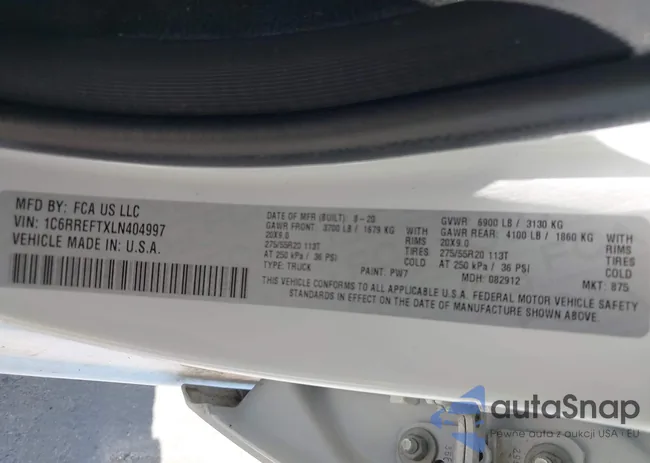 MFD BY: FCA US LLC
VIN: 1C6RREFTXLN404997
VEHICLE MADE IN: U.S.A.
DATE OF MFR (BUILT): 8-20
GAWR FRONT: 3700 LB / 1679 KG WITH
20X9.0 RIMS
275/55R20 113T TIRES
AT 250 kPa / 36 PSI COLD
TYPE: TRUCK
PAINT: PW7
GVWR: 6900 LB / 3130 KG
GAWR REAR: 4100 LB / 1860 KG WITH
20X9.0 RIMS
275/55R20 113T TIRES
AT 250 kPa / 36 PSI COLD
MDH: 082912
MKT: 875
THIS VEHICLE CONFORMS TO ALL APPLICABLE U.S.A. FEDERAL MOTOR VEHICLE SAFETY
STANDARDS IN EFFECT ON THE DATE OF MANUFACTURE SHOWN ABOVE.
autoSnap
Pewne auta z aukcji USA i EU